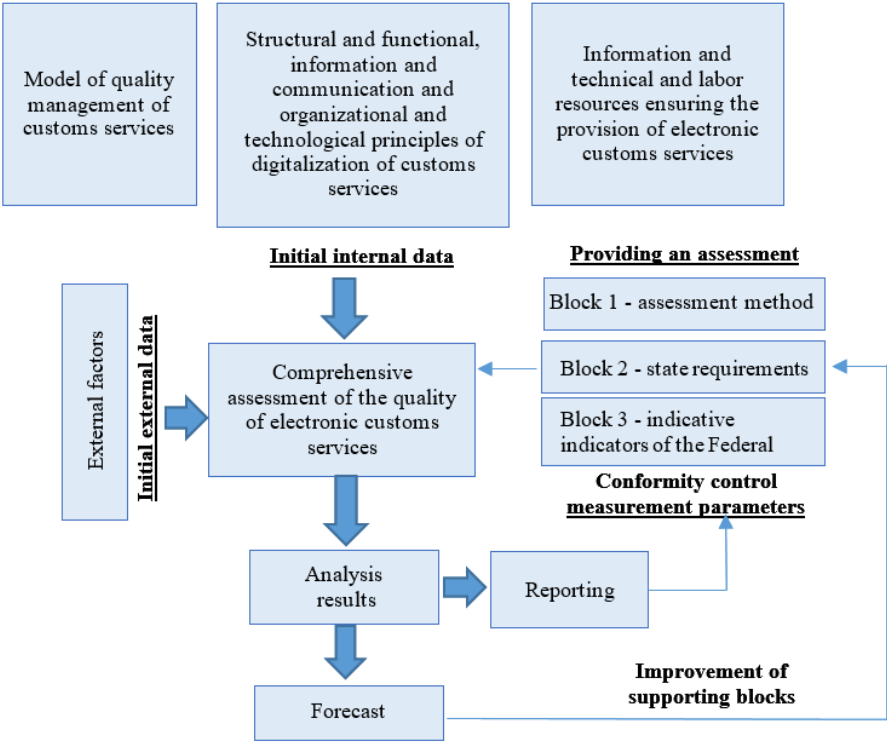 Model of quality
management of
customs services
Structural and functional,
information and
communication and
organizational and
technological principles of
digitalization of customs
services
Information and
technical and labor
resources ensuring the
provision of electronic
customs services
Initial internal data
Providing an assessment
External factors
Initial external data
Comprehensive
assessment of the quality
of electronic customs
services
Block 1 - assessment method
Block 2 - state requirements
Block 3 - indicative
indicators of the Federal
Conformity control
measurement parameters
Analysis
results
Reporting
Forecast
Improvement of
supporting blocks